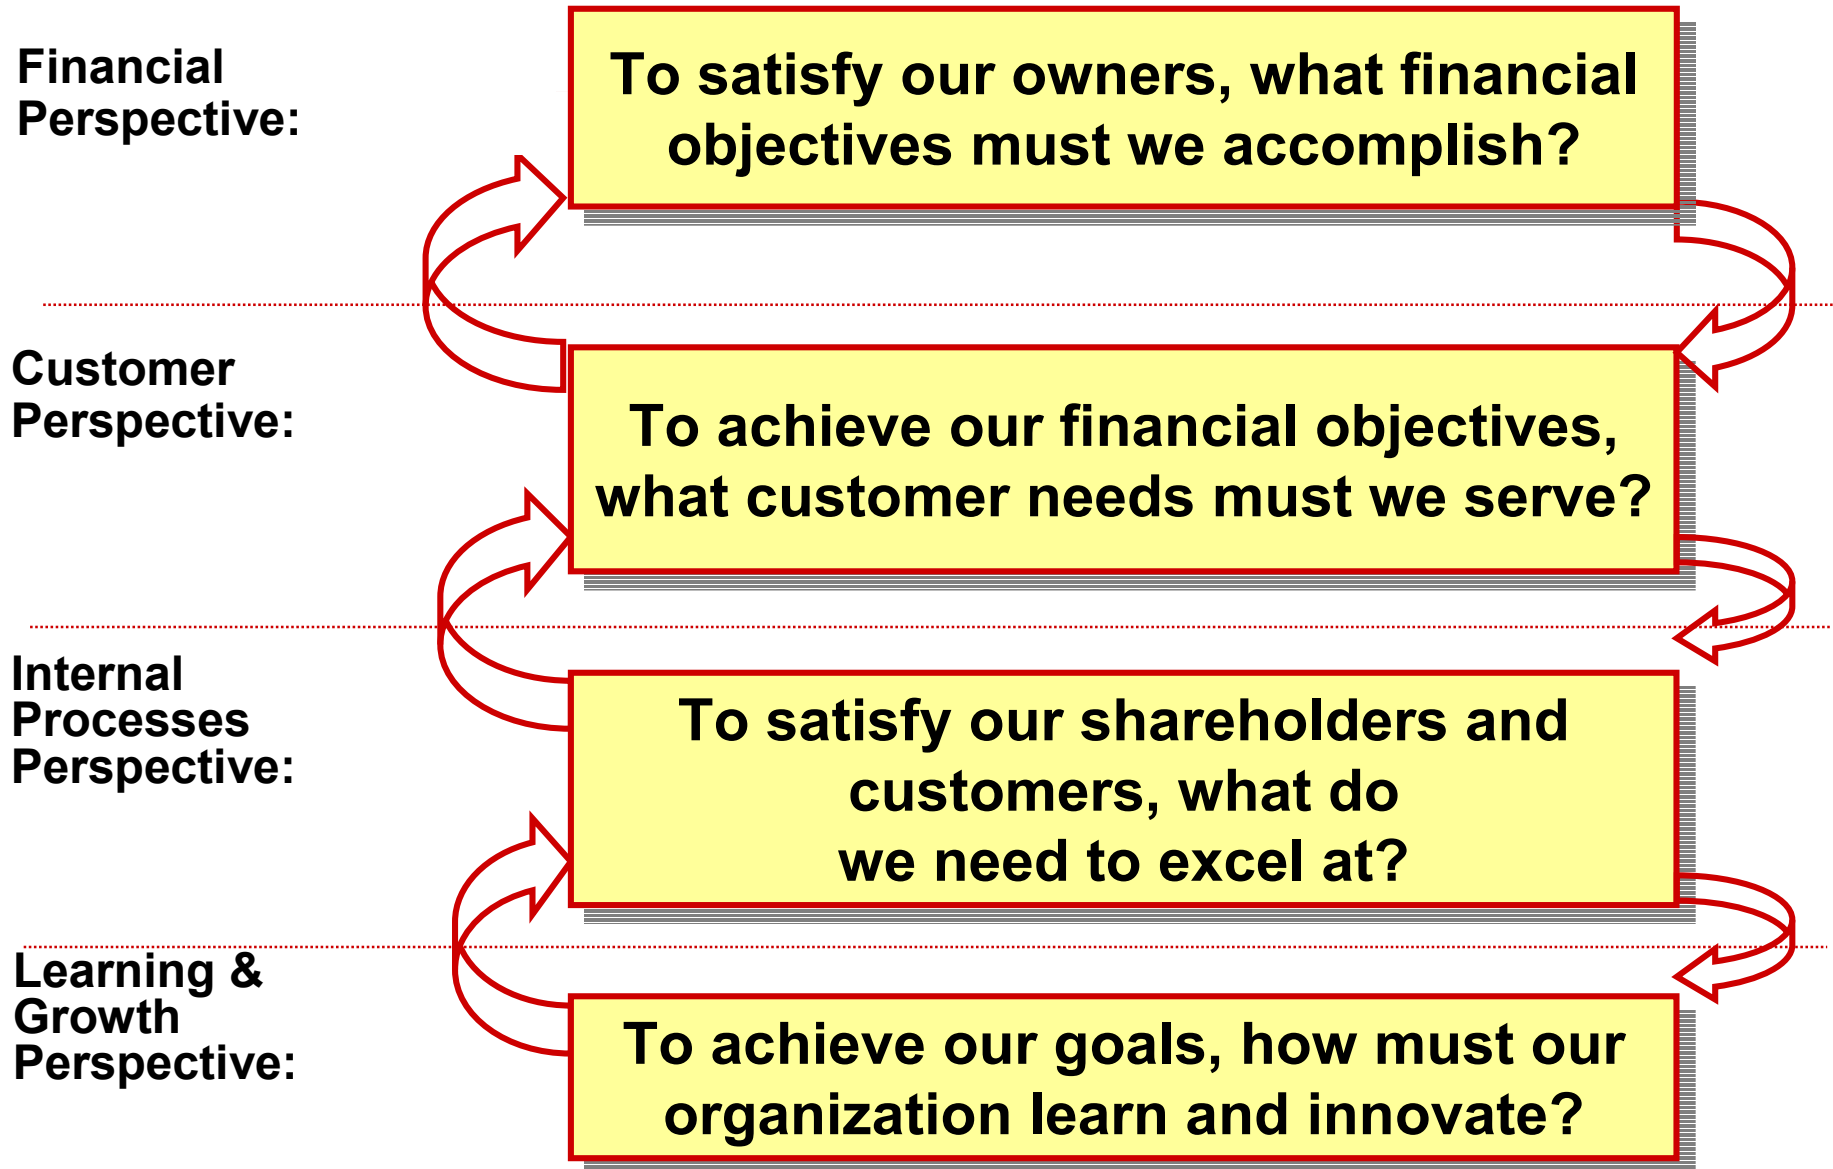 Financial
Perspective:
To satisfy our owners, what financial
objectives must we accomplish?
Customer
Perspective:
To achieve our financial objectives,
what customer needs must we serve?
Internal
Processes
Perspective:
To satisfy our shareholders and
customers, what do
we need to excel at?
Learning &
Growth
Perspective:
To achieve our goals, how must our
organization learn and innovate?